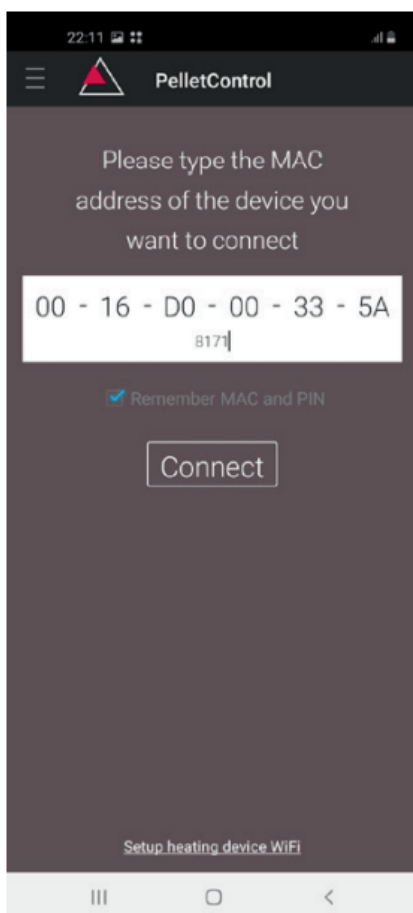 22:11
PelletControl
Please type the MAC
address of the device you
want to connect
00 - 16 - D0 - 00 - 33 - 5A
8171
Remember MAC and PIN
Connect
Setup heating device WiFi